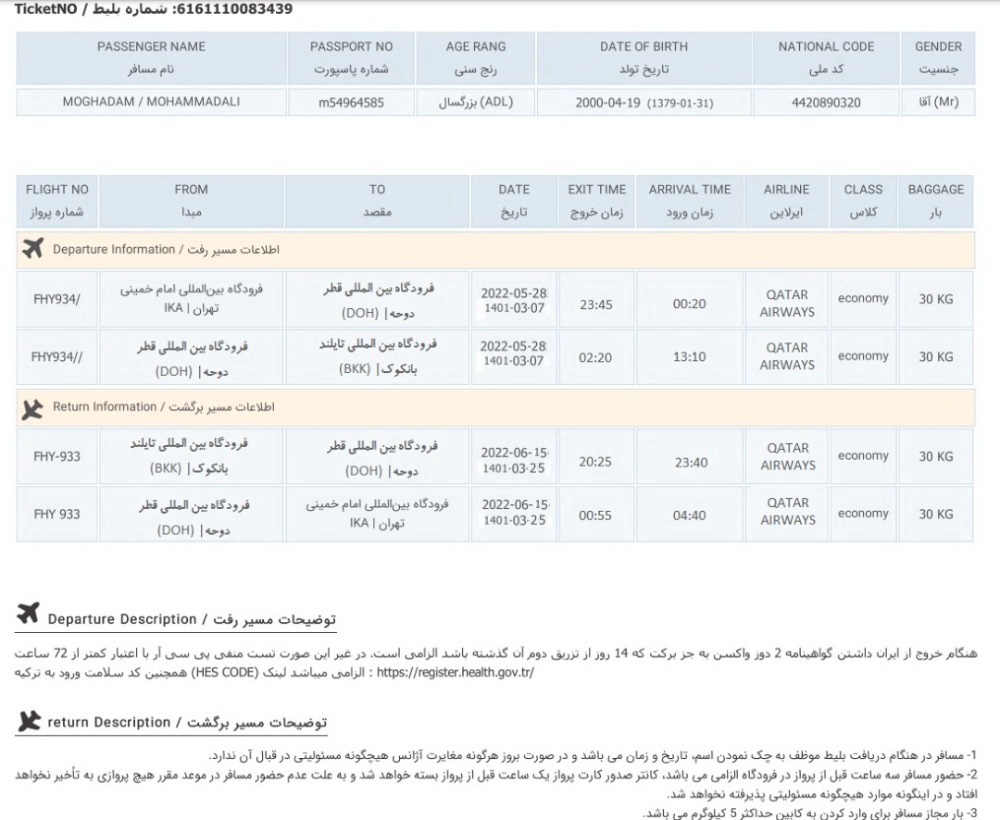 TicketNO / شماره بلیط :6161110083439
PASSENGER NAME PASSPORT NO AGE RANG DATE OF BIRTH NATIONAL CODE GENDER
نام مسافر شماره پاسپورت رنج سنی تاریخ تولد کد ملی جنسیت
MOGHADAM / MOHAMMADALI m54964585 بزرگسال (ADL) 2000-04-19 (1379-01-31) 4420890320 آقا (Mr)
FLIGHT NO FROM TO DATE EXIT TIME ARRIVAL TIME AIRLINE CLASS BAGGAGE
شماره پرواز مبدا مقصد تاریخ زمان خروج زمان ورود ایرلاین کلاس بار
Departure Information / اطلاعات مسیر رفت
FHY934/ فرودگاه بین‌المللی امام خمینی فرودگاه بین المللی قطر 2022-05-28 23:45 00:20 QATAR economy 30 KG
تهران | IKA دوحه | (DOH) 1401-03-07 AIRWAYS
FHY934// فرودگاه بین المللی قطر فرودگاه بین المللی تایلند 2022-05-28 02:20 13:10 QATAR economy 30 KG
دوحه | (DOH) بانکوک | (BKK) 1401-03-07 AIRWAYS
Return Information / اطلاعات مسیر برگشت
FHY-933 فرودگاه بین المللی تایلند فرودگاه بین المللی قطر 2022-06-15 20:25 23:40 QATAR economy 30 KG
بانکوک | (BKK) دوحه | (DOH) 1401-03-25 AIRWAYS
FHY 933 فرودگاه بین المللی قطر فرودگاه بین‌المللی امام خمینی 2022-06-15 00:55 04:40 QATAR economy 30 KG
دوحه | (DOH) تهران | IKA 1401-03-25 AIRWAYS
Departure Description / توضیحات مسیر رفت
هنگام خروج از ایران داشتن گواهینامه 2 دوز واکسن به جز برکت که 14 روز از تزریق دوم آن گذشته باشد الزامی است. در غیر این صورت تست منفی پی سی آر با اعتبار کمتر از 72 ساعت
الزامی میباشد لینک (HES CODE) همچنین کد سلامت ورود به ترکیه : https://register.health.gov.tr/
return Description / توضیحات مسیر برگشت
1- مسافر در هنگام دریافت بلیط موظف به چک نمودن اسم، تاریخ و زمان می باشد و در صورت بروز هرگونه مغایرت آژانس هیچگونه مسئولیتی در قبال آن ندارد.
2- حضور مسافر سه ساعت قبل از پرواز در فرودگاه الزامی می باشد، کانتر صدور کارت پرواز یک ساعت قبل از پرواز بسته خواهد شد و به علت عدم حضور مسافر در موعد مقرر هیچ پروازی به تأخیر نخواهد
افتاد و در اینگونه موارد هیچگونه مسئولیتی پذیرفته نخواهد شد.
3- بار مجاز مسافر برای وارد کردن به کابین حداکثر 5 کیلوگرم می باشد.